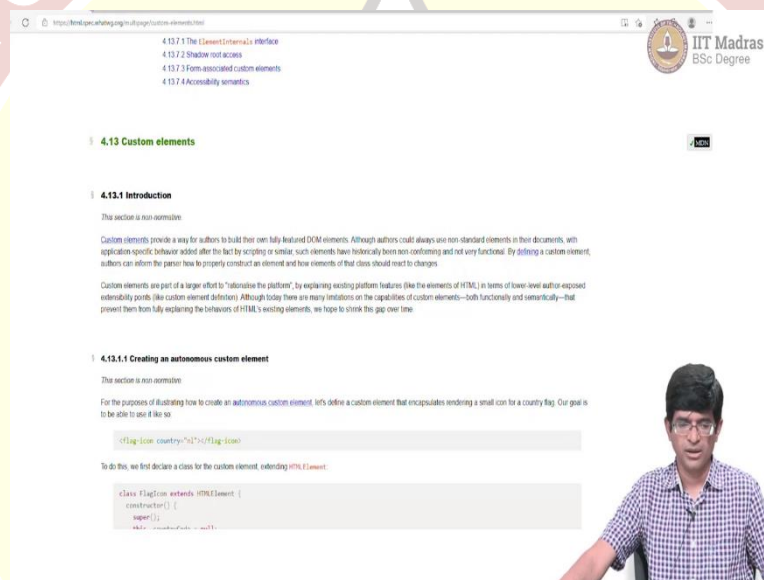 https://html.spec.whatwg.org/multipage/custom-elements.html
IIT Madras
BSc Degree
4.13.7.1 The ElementInternals interface
4.13.7.2 Shadow root access
4.13.7.3 Form-associated custom elements
4.13.7.4 Accessibility semantics
§ 4.13 Custom elements
MDN
§ 4.13.1 Introduction
This section is non-normative.
Custom elements provide a way for authors to build their own fully-featured DOM elements. Although authors could always use non-standard elements in their documents, with
application-specific behavior added after the fact by scripting or similar, such elements have historically been non-conforming and not very functional. By defining a custom element,
authors can inform the parser how to properly construct an element and how elements of that class should react to changes.
Custom elements are part of a larger effort to "rationalise the platform", by explaining existing platform features (like the elements of HTML) in terms of lower-level author-exposed
extensibility points (like custom element definition). Although today there are many limitations on the capabilities of custom elements—both functionally and semantically—that
prevent them from fully explaining the behaviors of HTML's existing elements, we hope to shrink this gap over time.
§ 4.13.1.1 Creating an autonomous custom element
This section is non-normative.
For the purposes of illustrating how to create an autonomous custom element, let's define a custom element that encapsulates rendering a small icon for a country flag. Our goal is
to be able to use it like so:
<flag-icon country="nl"></flag-icon>
To do this, we first declare a class for the custom element, extending HTMLElement:
class FlagIcon extends HTMLElement {
constructor() {
super();
this._countryCode = null;